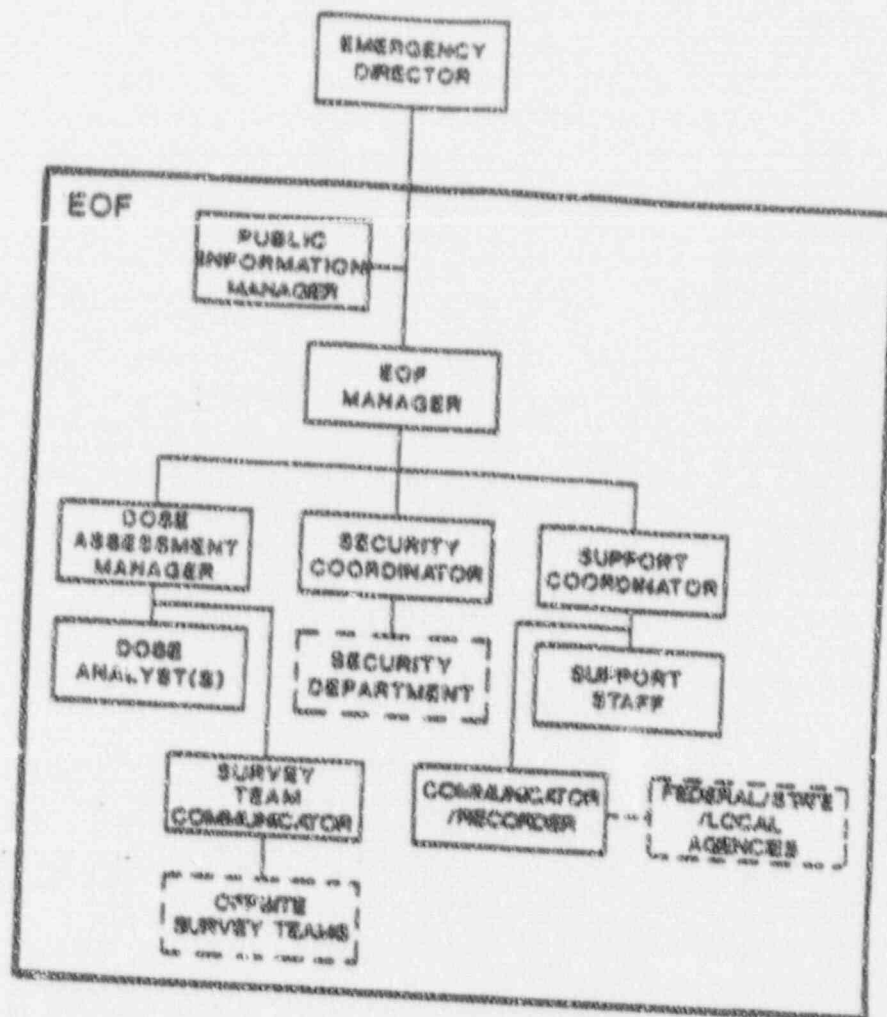 EMERGENCY
DIRECTOR
EOF
PUBLIC
INFORMATION
MANAGER
EOF
MANAGER
DOSE
ASSESSMENT
MANAGER
SECURITY
COORDINATOR
SUPPORT
COORDINATOR
DOSE
ANALYST(S)
SECURITY
DEPARTMENT
SUPPORT
STAFF
SURVEY
TEAM
COMMUNICATOR
COMMUNICATOR
/RECORDER
FEDERAL/STATE
/LOCAL
AGENCIES
OFFSITE
SURVEY TEAMS